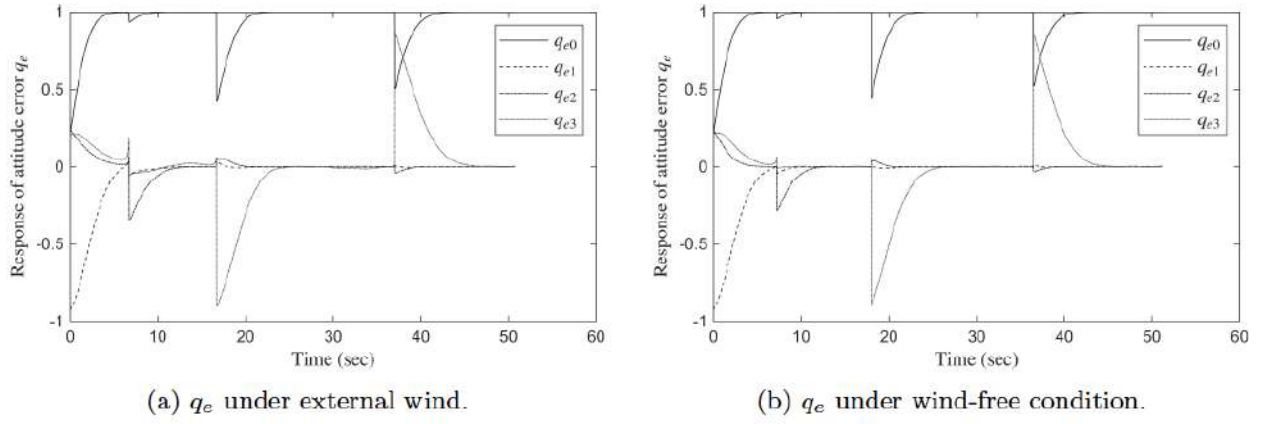 Response of attitude error qe
1
0.5
0
-0.5
-1
qe0
qe1
qe2
qe3
0 10 20 30 40 50 60
Time (sec)
(a) qe under external wind.
Response of attitude error qe
1
0.5
0
-0.5
-1
qe0
qe1
qe2
qe3
0 10 20 30 40 50 60
Time (sec)
(b) qe under wind-free condition.